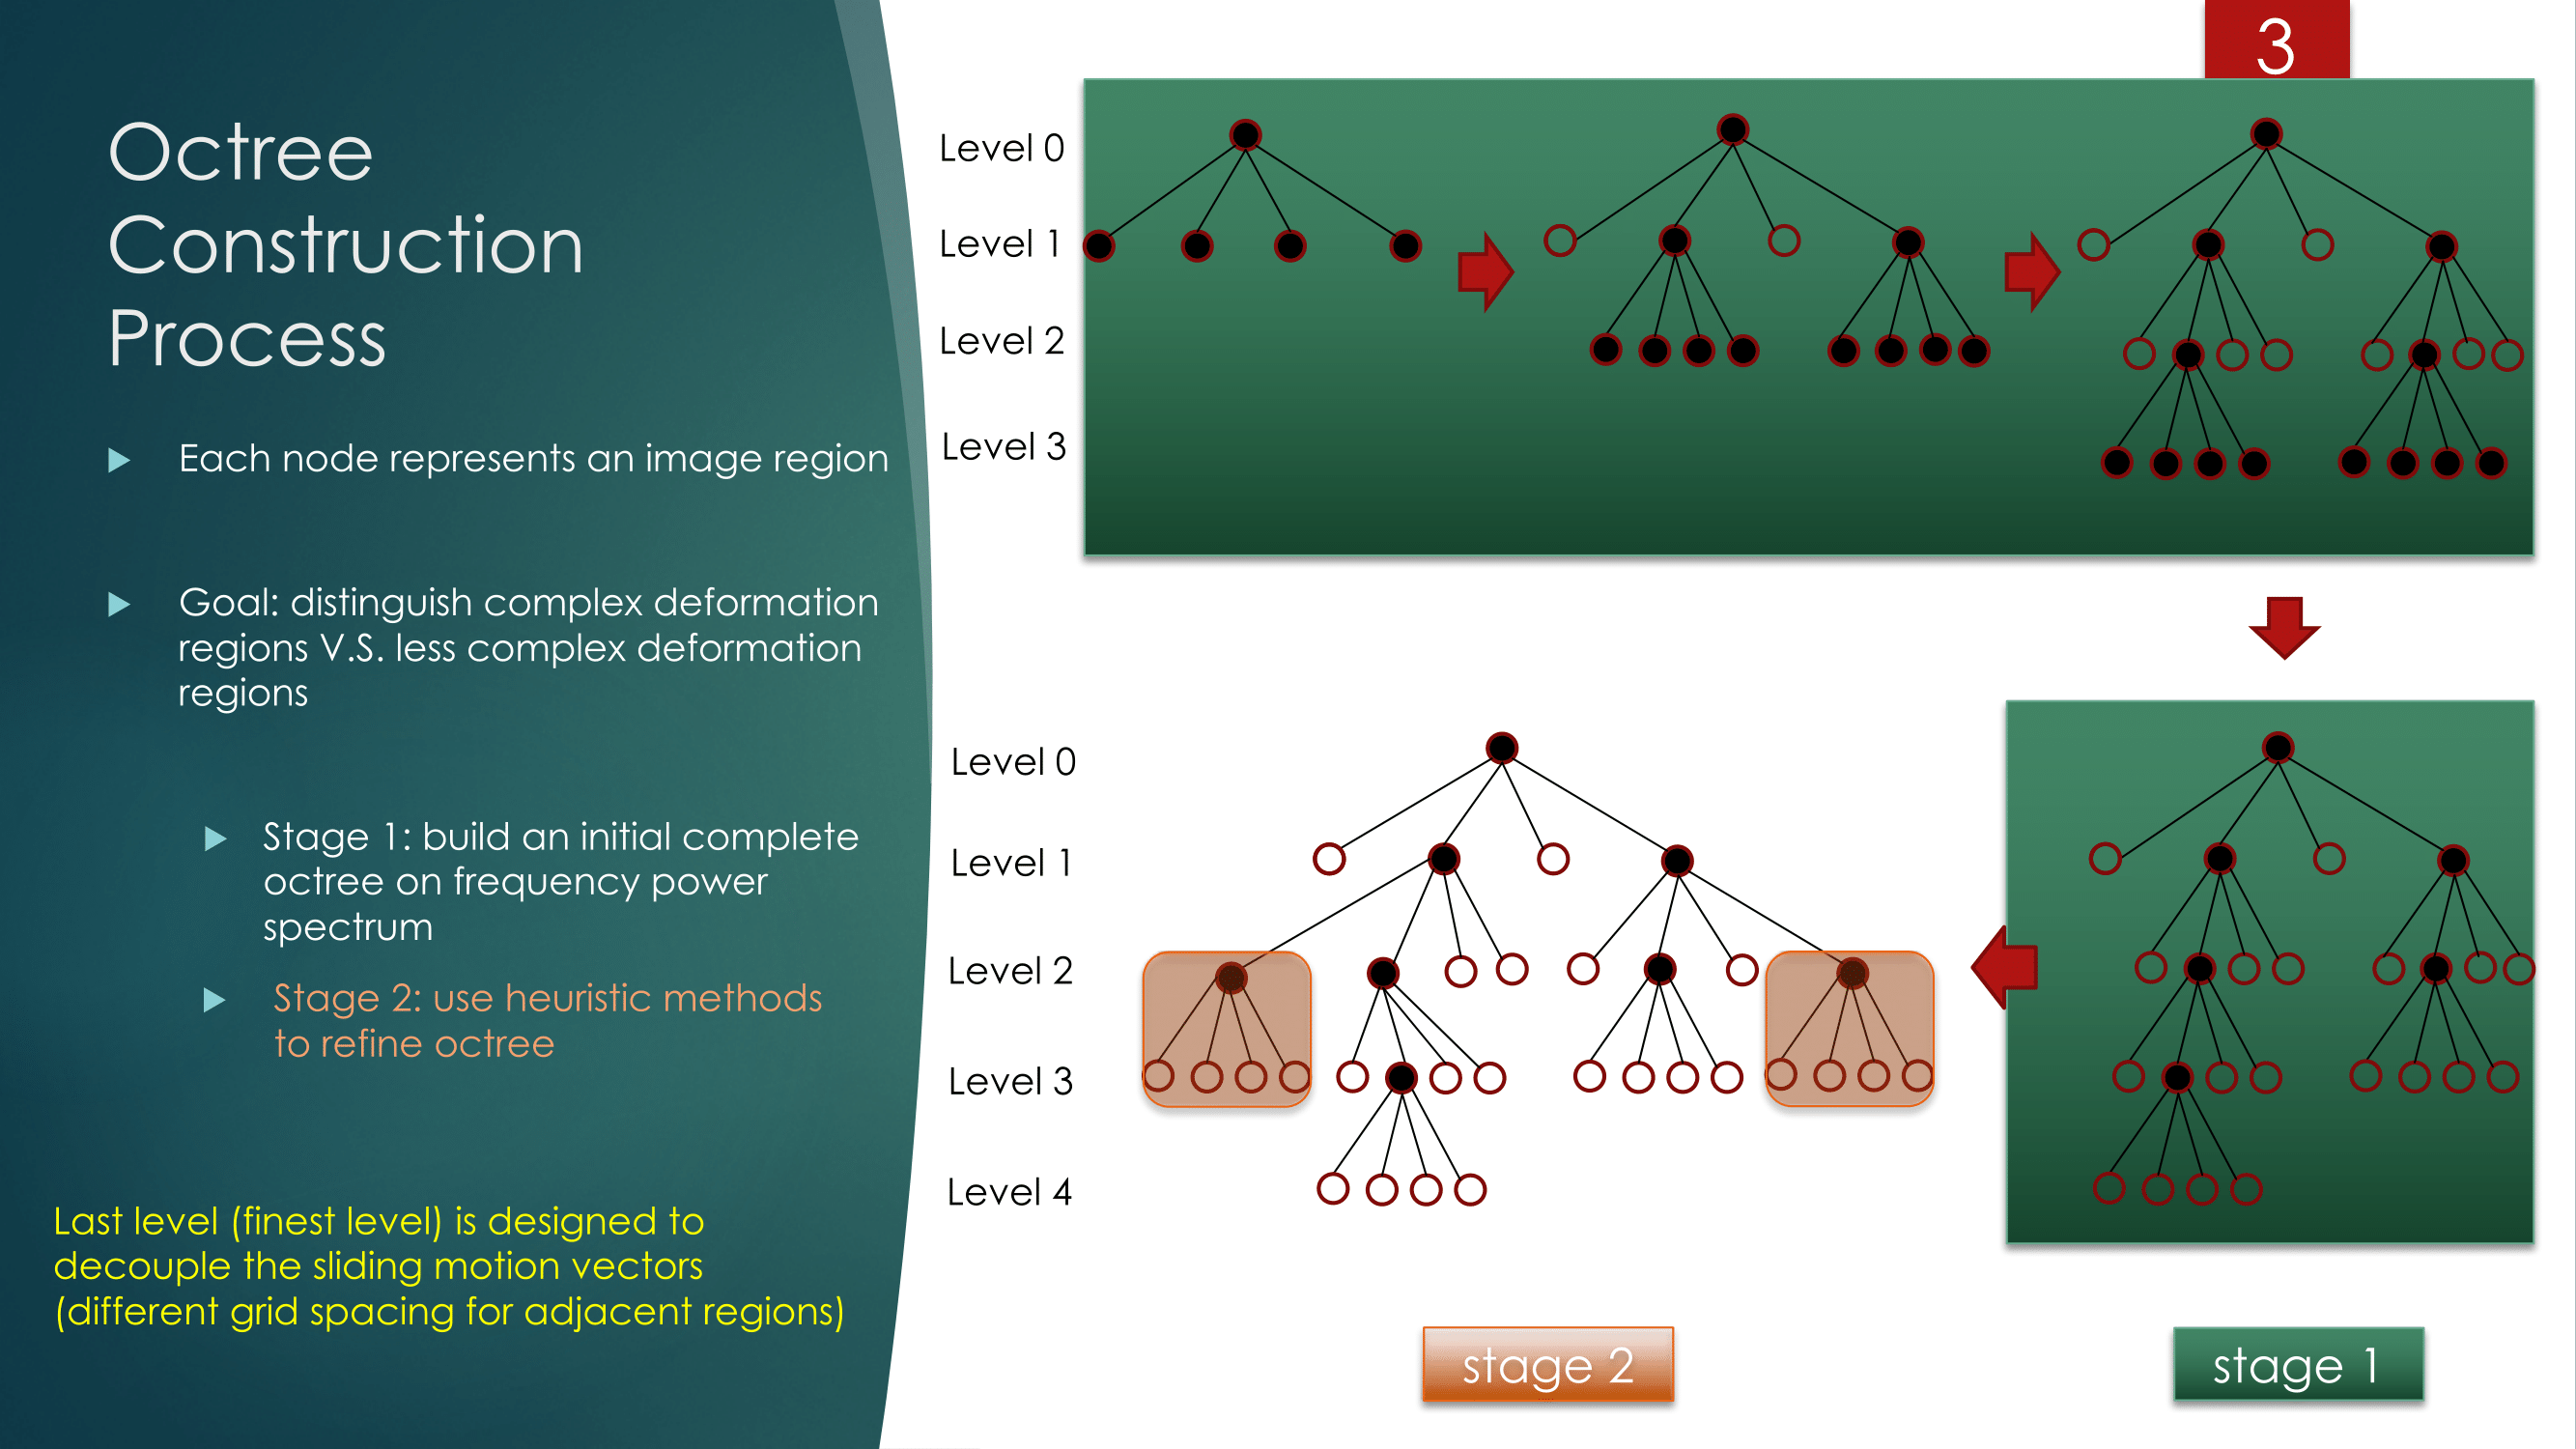 3
Octree
Construction
Process
Each node represents an image region
Goal: distinguish complex deformation
regions V.S. less complex deformation
regions
Stage 1: build an initial complete
octree on frequency power
spectrum
Stage 2: use heuristic methods
to refine octree
Last level (finest level) is designed to
decouple the sliding motion vectors
(different grid spacing for adjacent regions)
Level 0
Level 1
Level 2
Level 3
Level 0
Level 1
Level 2
Level 3
Level 4
stage 2
stage 1